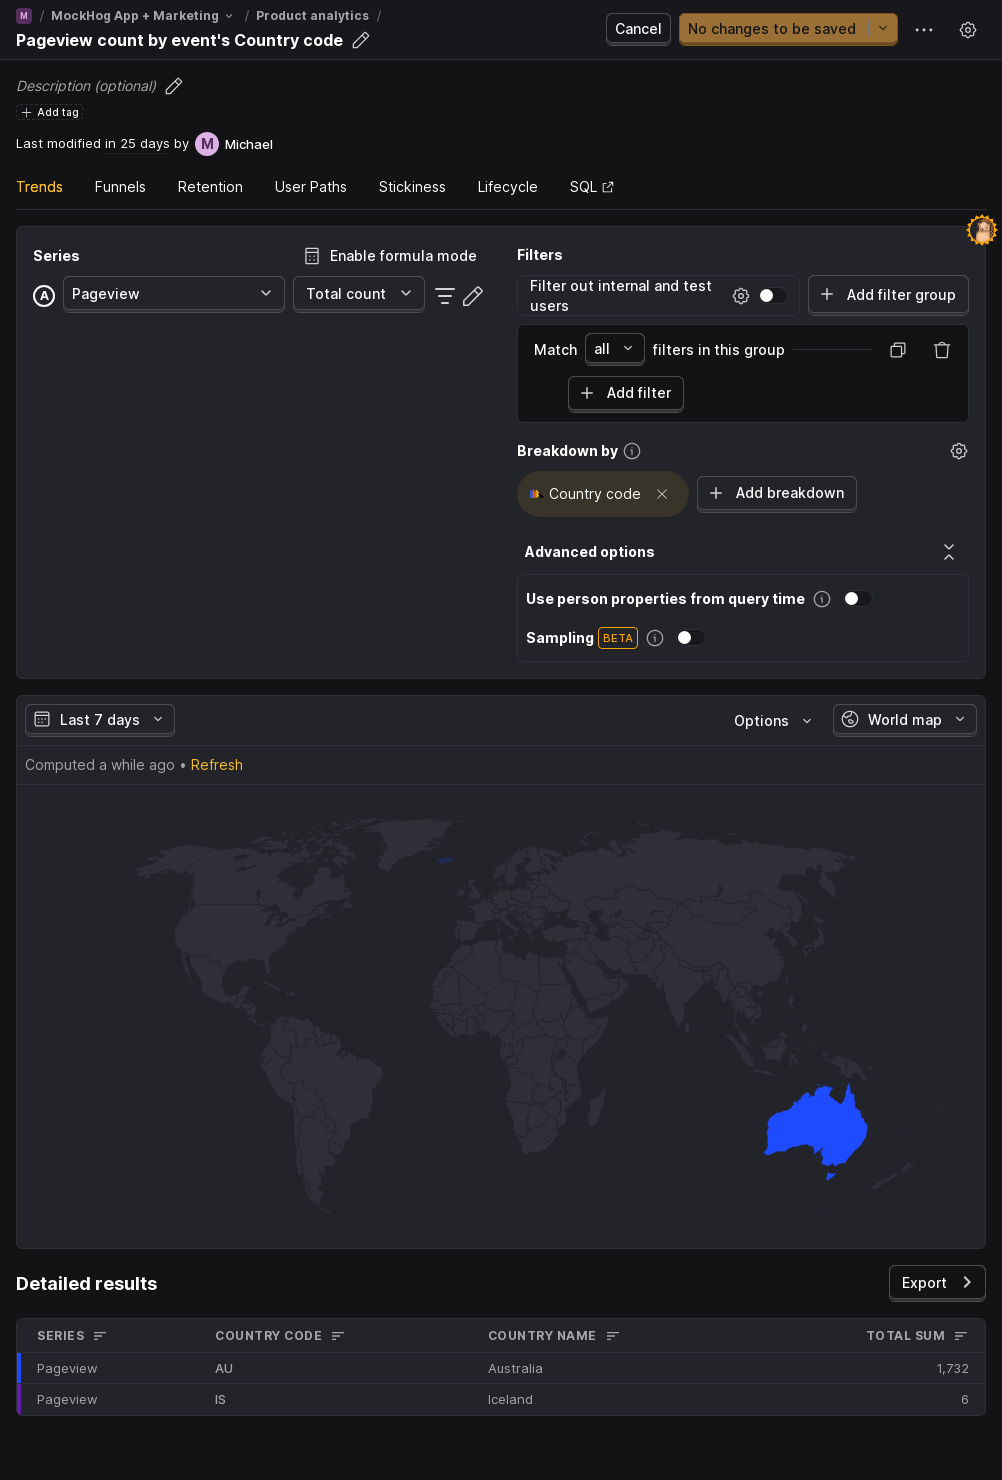 M / MockHog App + Marketing / Product analytics /
Pageview count by event's Country code
Cancel
No changes to be saved
Description (optional)
Add tag
Last modified in 25 days by M Michael
Trends Funnels Retention User Paths Stickiness Lifecycle SQL
Series
Enable formula mode
A Pageview Total count
Filters
Filter out internal and test
users
Add filter group
Match all filters in this group
Add filter
Breakdown by
Country code
Add breakdown
Advanced options
Use person properties from query time
Sampling BETA
Last 7 days
Options
World map
Computed a while ago • Refresh
Detailed results
Export
SERIES COUNTRY CODE COUNTRY NAME TOTAL SUM
Pageview AU Australia 1,732
Pageview IS Iceland 6